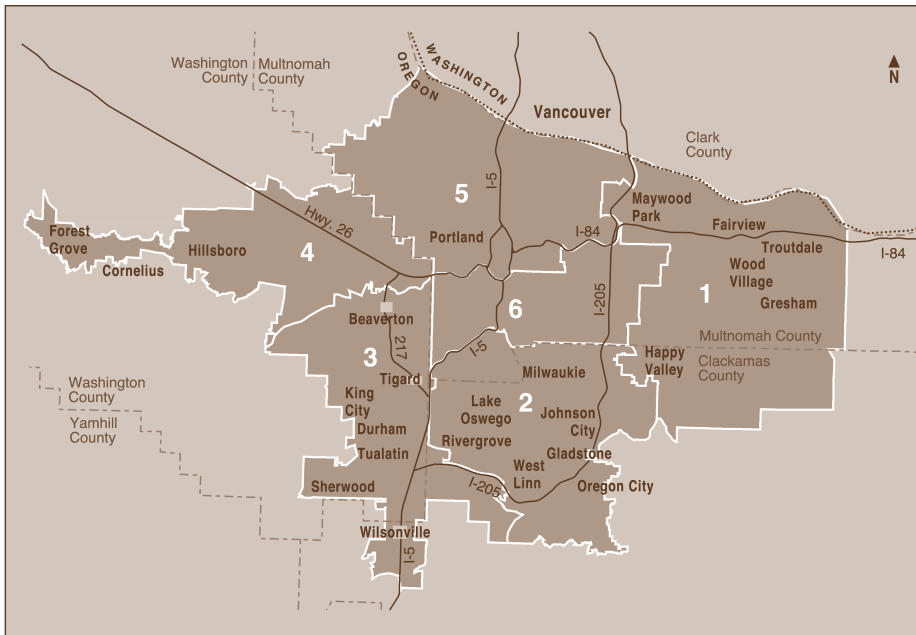 Washington
County
Multnomah
County
WASHINGTON
OREGON
N
Vancouver
Clark
County
5
I-5
Maywood
Park
Fairview
Hwy. 26
Portland
I-84
Forest
Grove
Cornelius
Hillsboro
4
Troutdale
I-84
Wood
Village
1
Gresham
6
I-205
Beaverton
217
I-5
Multnomah County
3
Happy
Valley
Clackamas
County
Tigard
Milwaukie
Washington
County
King
City
Lake
Oswego
2
Johnson
City
Yamhill
County
Durham
Rivergrove
Tualatin
Gladstone
West
Linn
Sherwood
I-205
Oregon City
Wilsonville
I-5